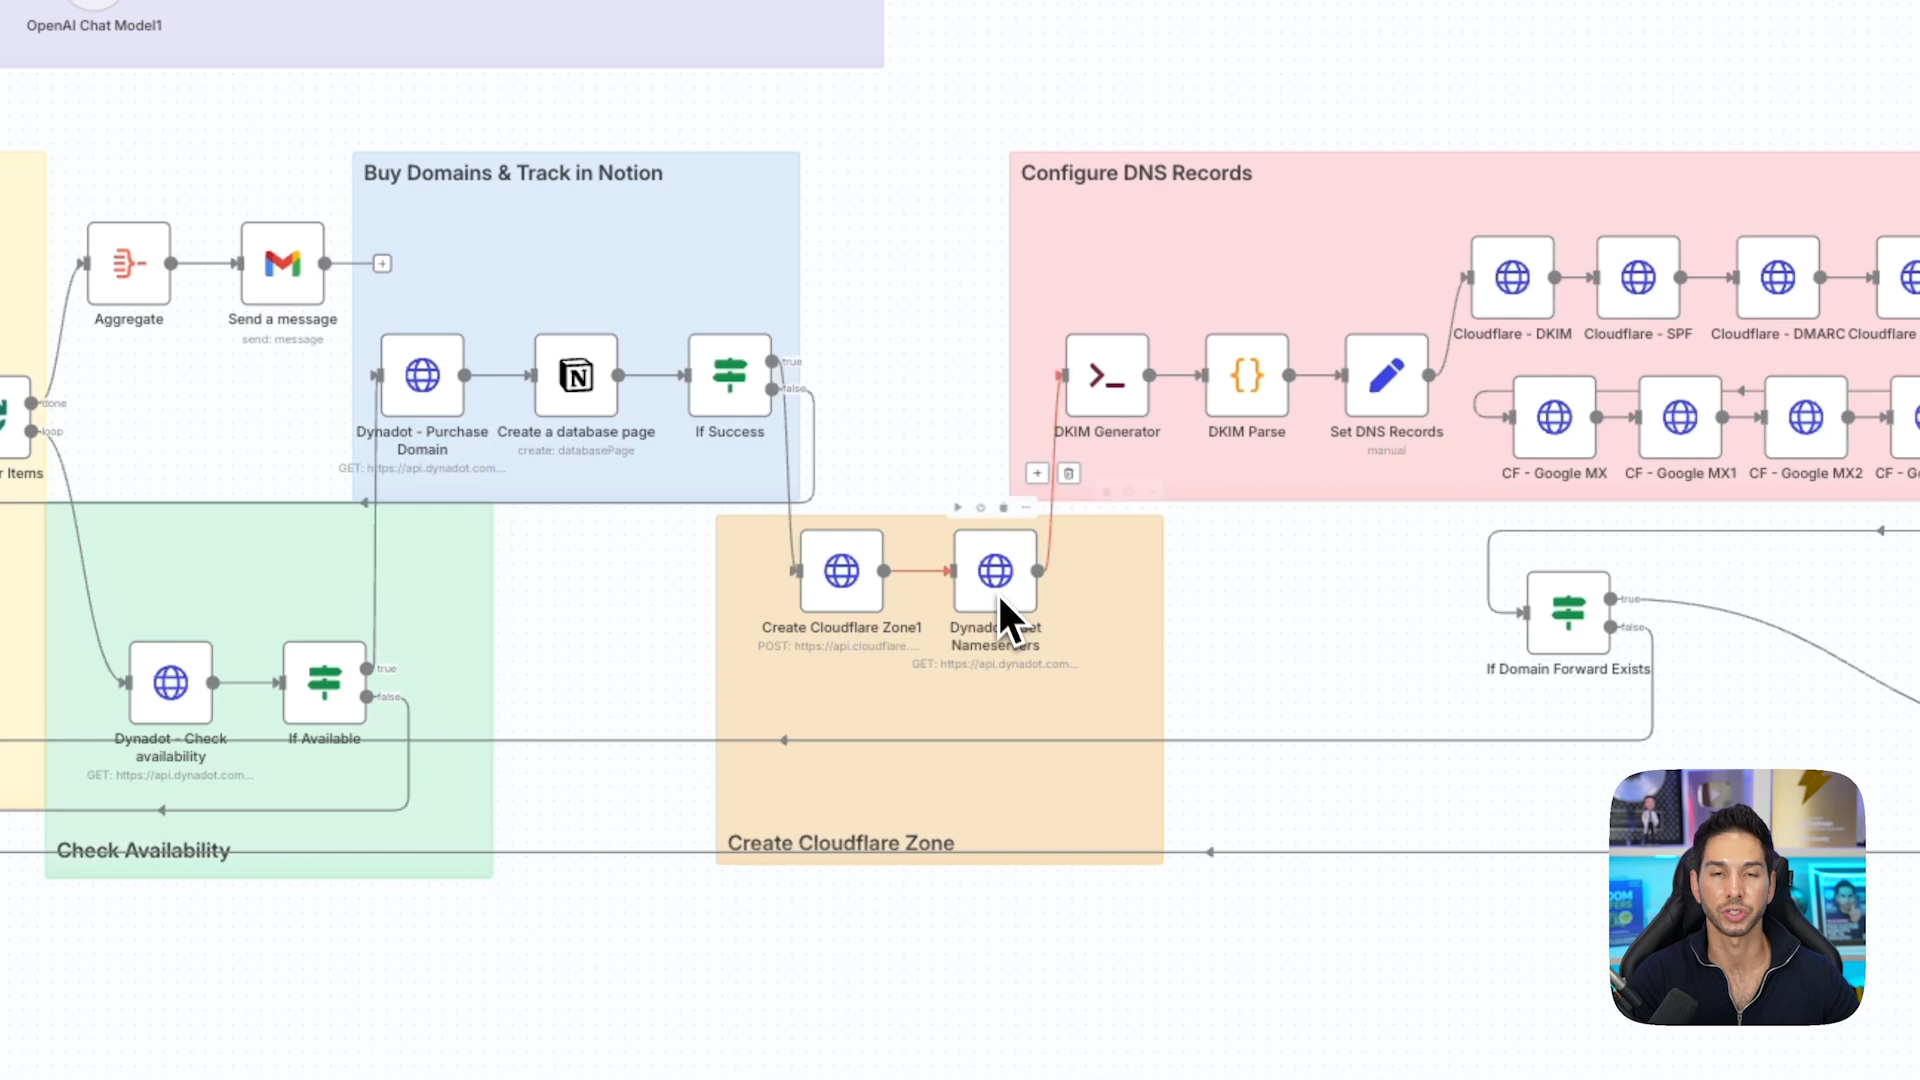 OpenAI Chat Model1
Buy Domains & Track in Notion
Configure DNS Records
Aggregate
Send a message
send: message
true
false
Dynadot - Purchase
Domain
GET: https://api.dynadot.com...
Create a database page
create: databasePage
If Success
done
loop
r Items
DKIM Generator
DKIM Parse
Set DNS Records
manual
Cloudflare - DKIM
Cloudflare - SPF
Cloudflare - DMARC
Cloudflare
CF - Google MX
CF - Google MX1
CF - Google MX2
CF - Go
Create Cloudflare Zone1
POST: https://api.cloudflare....
Nameservers
GET: https://api.dynadot.com...
true
false
If Domain Forward Exists
true
false
Dynadot - Check
availability
GET: https://api.dynadot.com...
If Available
Check Availability
Create Cloudflare Zone